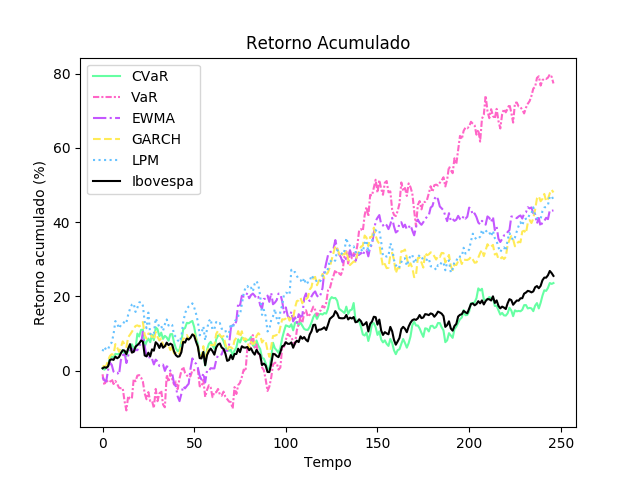 Retorno Acumulado
Retorno acumulado (%)
80
60
40
20
0
CVaR
VaR
EWMA
GARCH
LPM
Ibovespa
0 50 100 150 200 250
Tempo